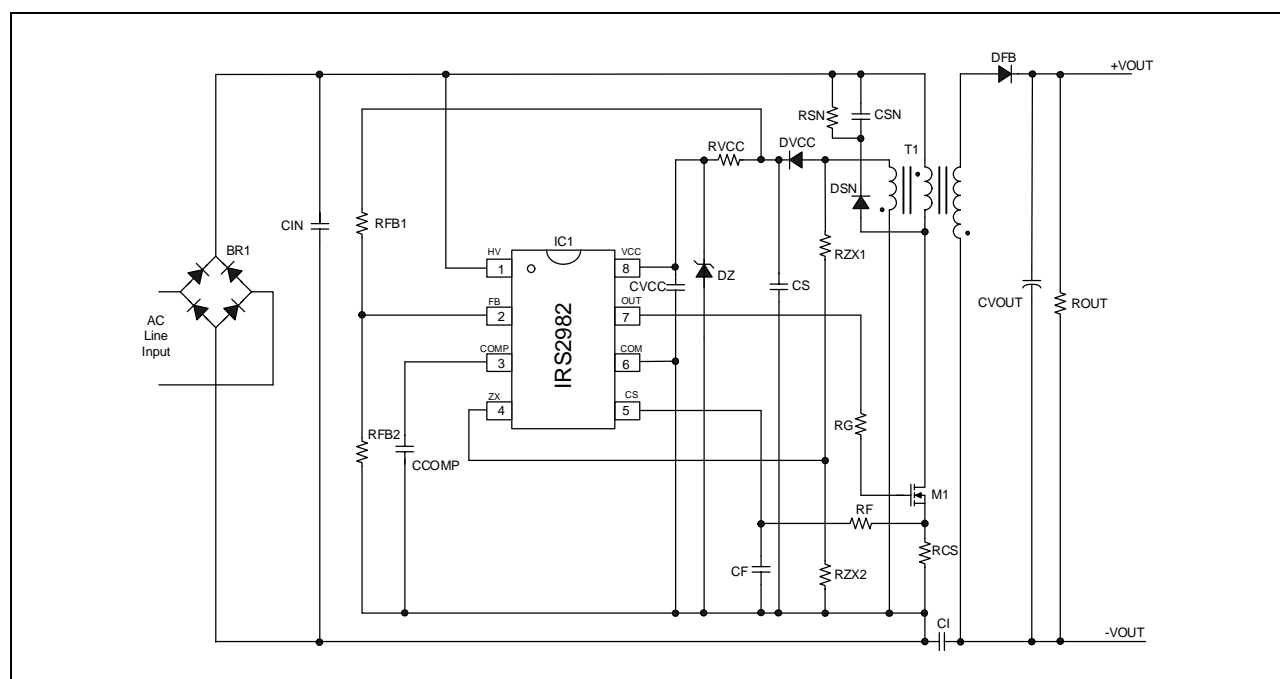 DFB
+VOUT
RSN
CSN
RVCC
DVCC
T1
DSN
CIN
RFB1
BR1
IC1
HV
VCC
1
8
RZX1
DZ
CVCC
CS
FB
OUT
2
7
CVOUT
ROUT
AC
Line
Input
IRS2982
COMP
COM
3
6
ZX
CS
4
5
RG
RFB2
CCOMP
M1
RF
RCS
CF
RZX2
CI
-VOUT